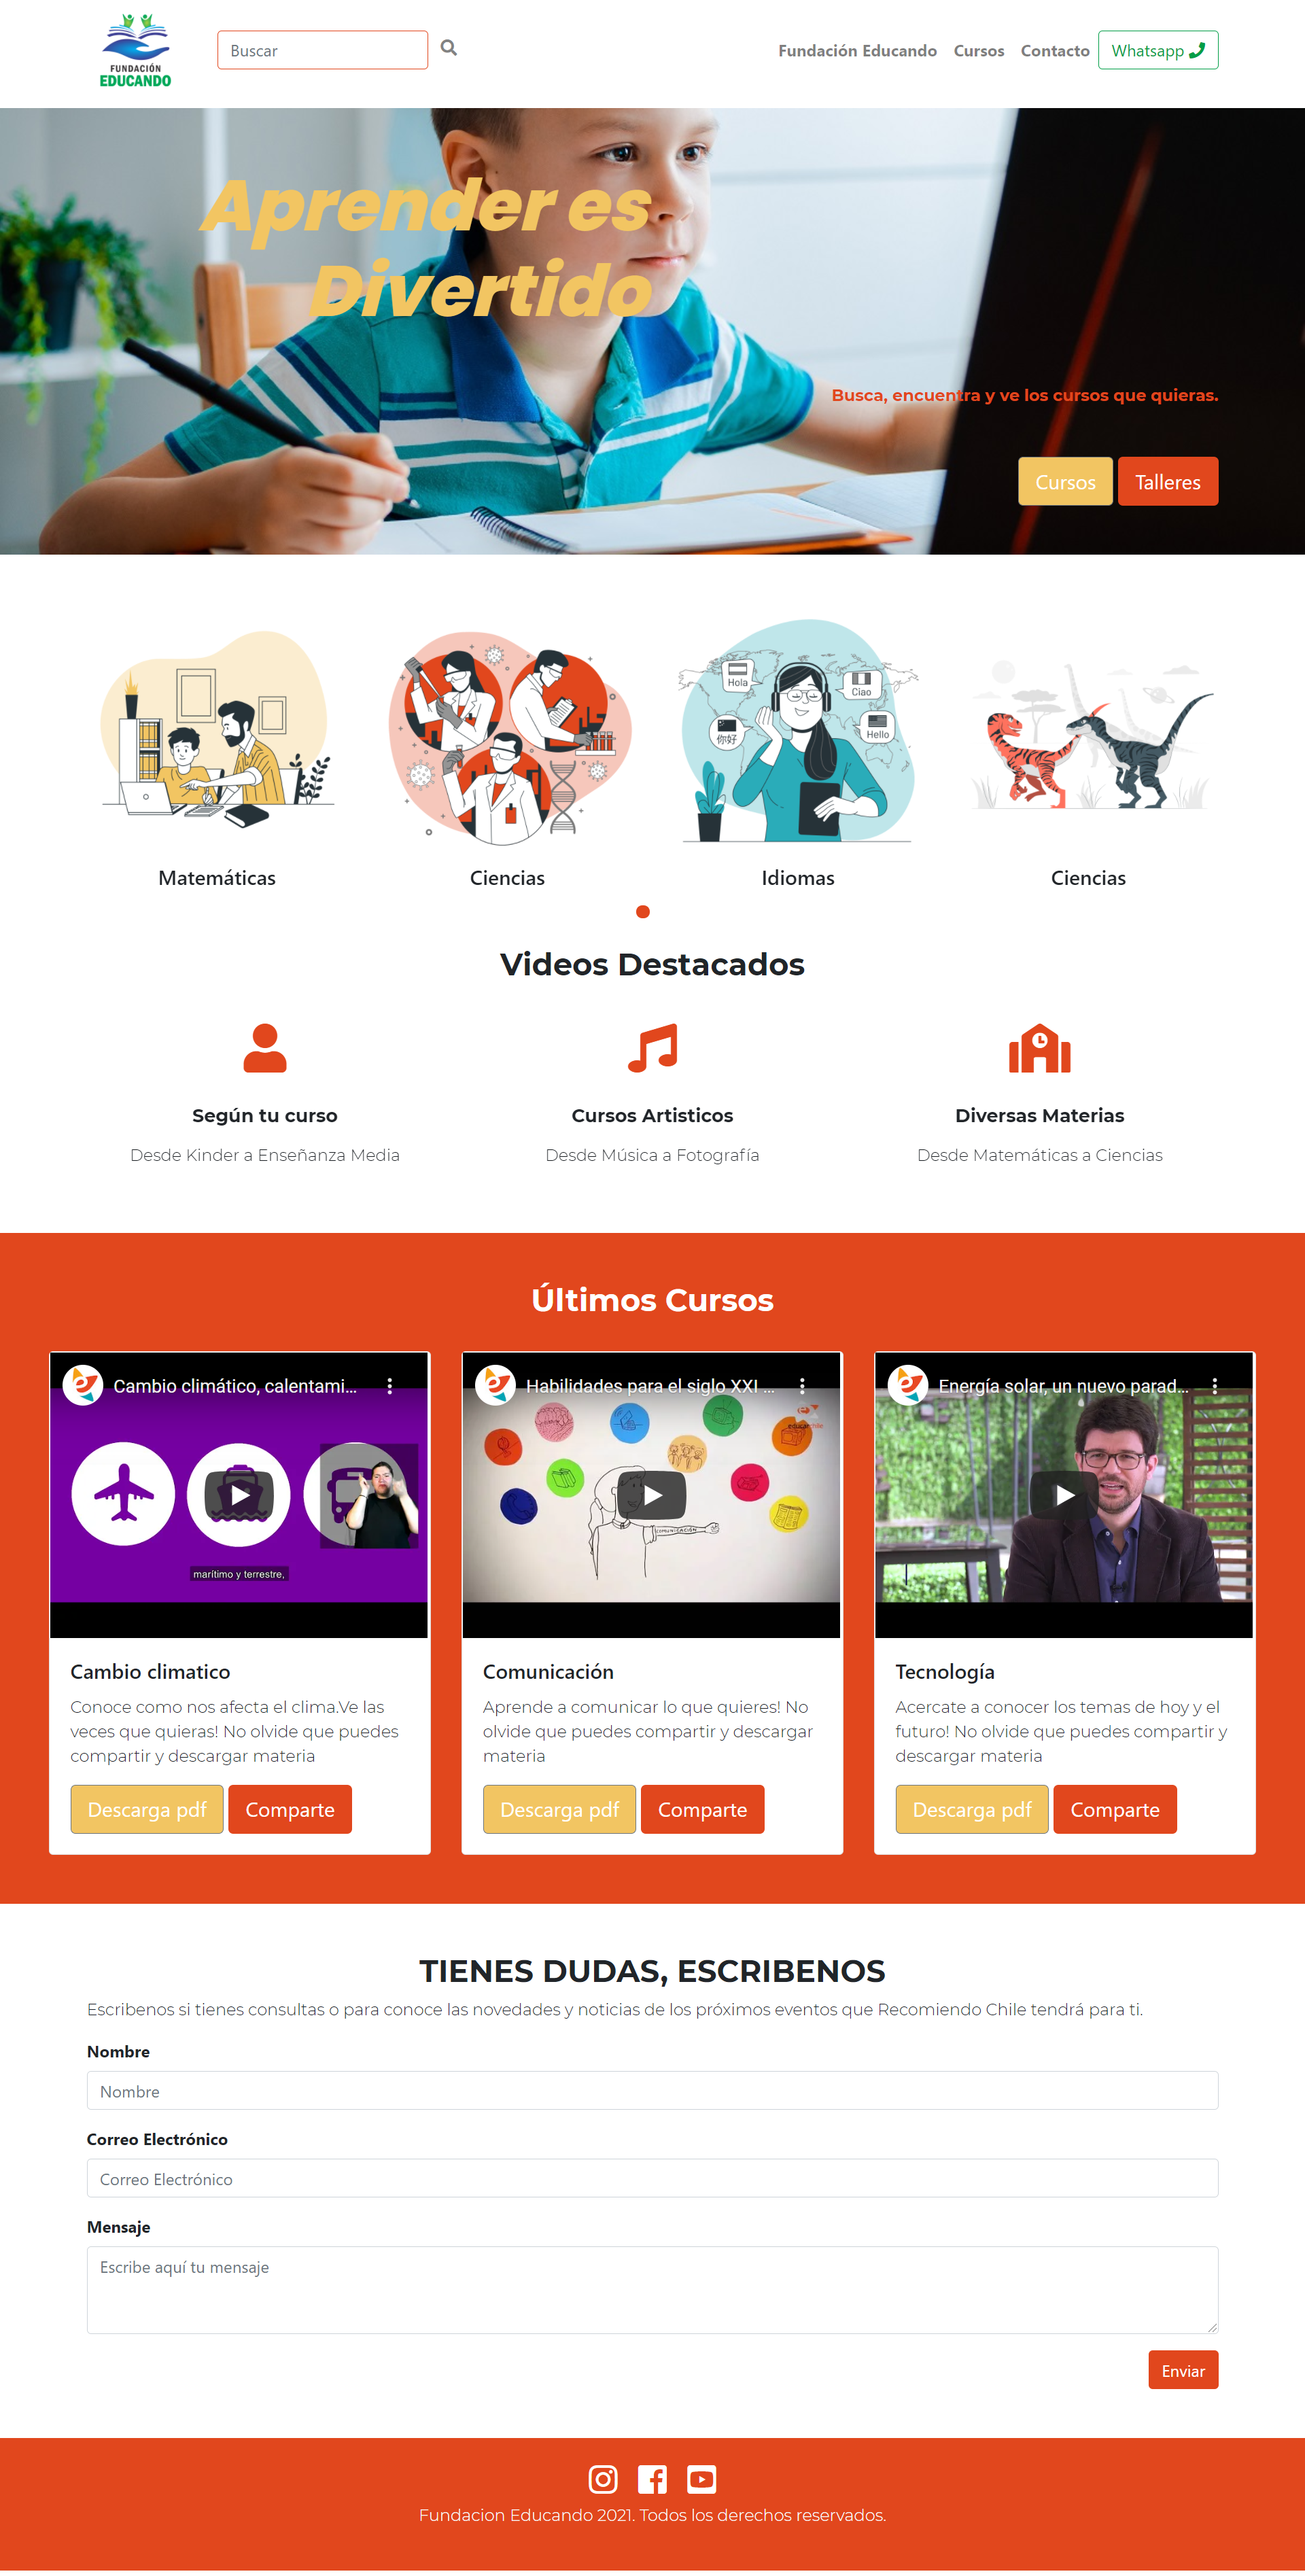 FUNDACIÓN
EDUCANDO
Buscar
Fundación Educando
Cursos
Contacto
Whatsapp
Aprender es
Divertido
Busca, encuentra y ve los cursos que quieras.
Cursos
Talleres
Hola
Ciao
你好
Hello
Matemáticas
Ciencias
Idiomas
Ciencias
Videos Destacados
Según tu curso
Cursos Artisticos
Diversas Materias
Desde Kinder a Enseñanza Media
Desde Música a Fotografía
Desde Matemáticas a Ciencias
Últimos Cursos
Cambio climático, calentami...
marítimo y terrestre,
Cambio climatico
Conoce como nos afecta el clima.Ve las
veces que quieras! No olvide que puedes
compartir y descargar materia
Descarga pdf
Comparte
Habilidades para el siglo XXI ...
educarchile
COMUNICACIÓN
Comunicación
Aprende a comunicar lo que quieres! No
olvide que puedes compartir y descargar
materia
Descarga pdf
Comparte
Energía solar, un nuevo parad...
Tecnología
Acercate a conocer los temas de hoy y el
futuro! No olvide que puedes compartir y
descargar materia
Descarga pdf
Comparte
TIENES DUDAS, ESCRIBENOS
Escribenos si tienes consultas o para conoce las novedades y noticias de los próximos eventos que Recomiendo Chile tendrá para ti.
Nombre
Nombre
Correo Electrónico
Correo Electrónico
Mensaje
Escribe aquí tu mensaje
Enviar
Fundacion Educando 2021. Todos los derechos reservados.